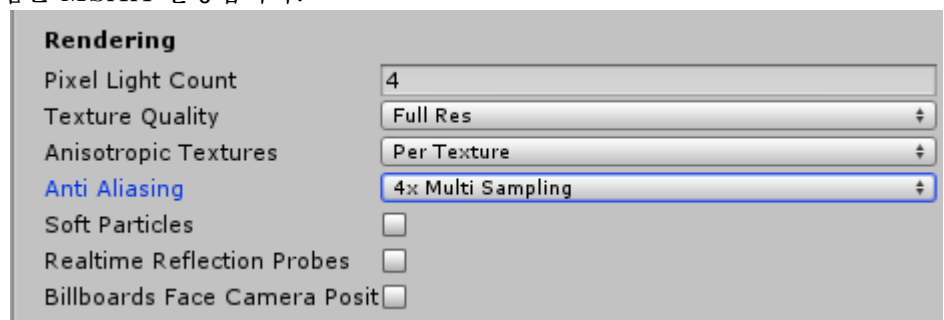 Rendering
Pixel Light Count 4
Texture Quality Full Res
Anisotropic Textures Per Texture
Anti Aliasing 4x Multi Sampling
Soft Particles
Realtime Reflection Probes
Billboards Face Camera Posit